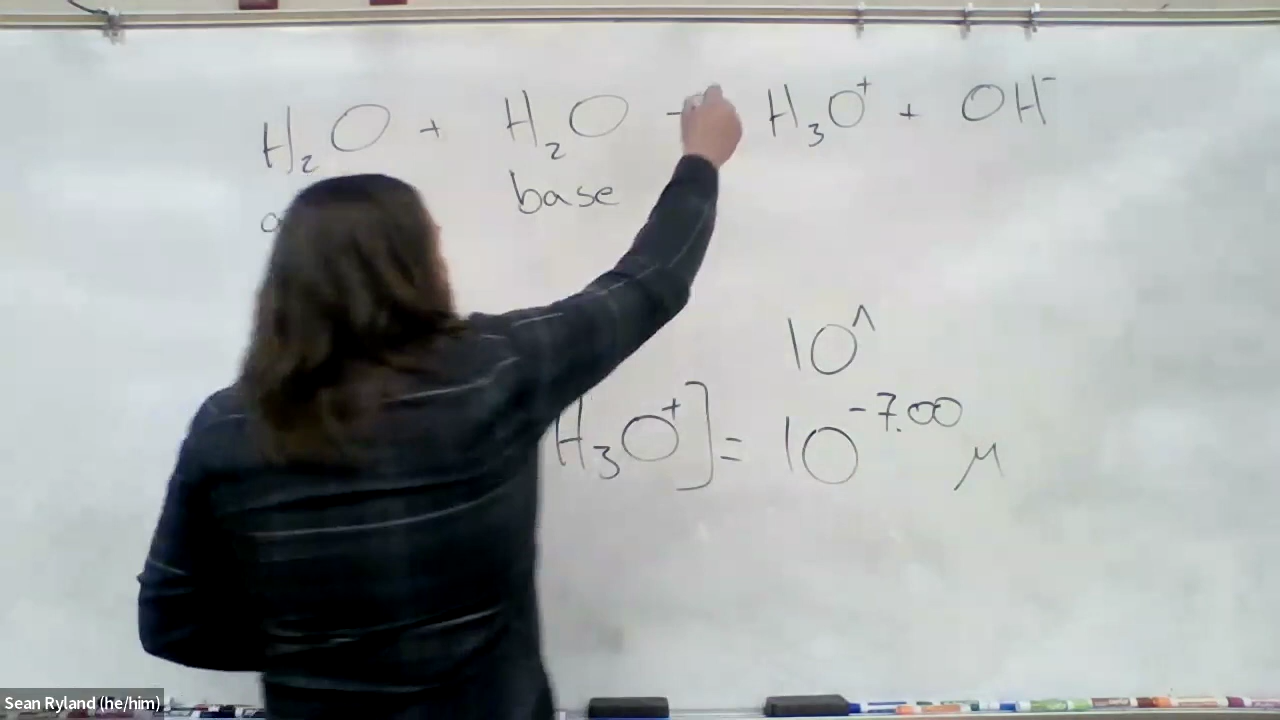 H₂O + H₂O → H₃O⁺ + OH⁻
base
10^
H₃O⁺] = 10⁻⁷·⁰⁰ M
Sean Ryland (he/him)